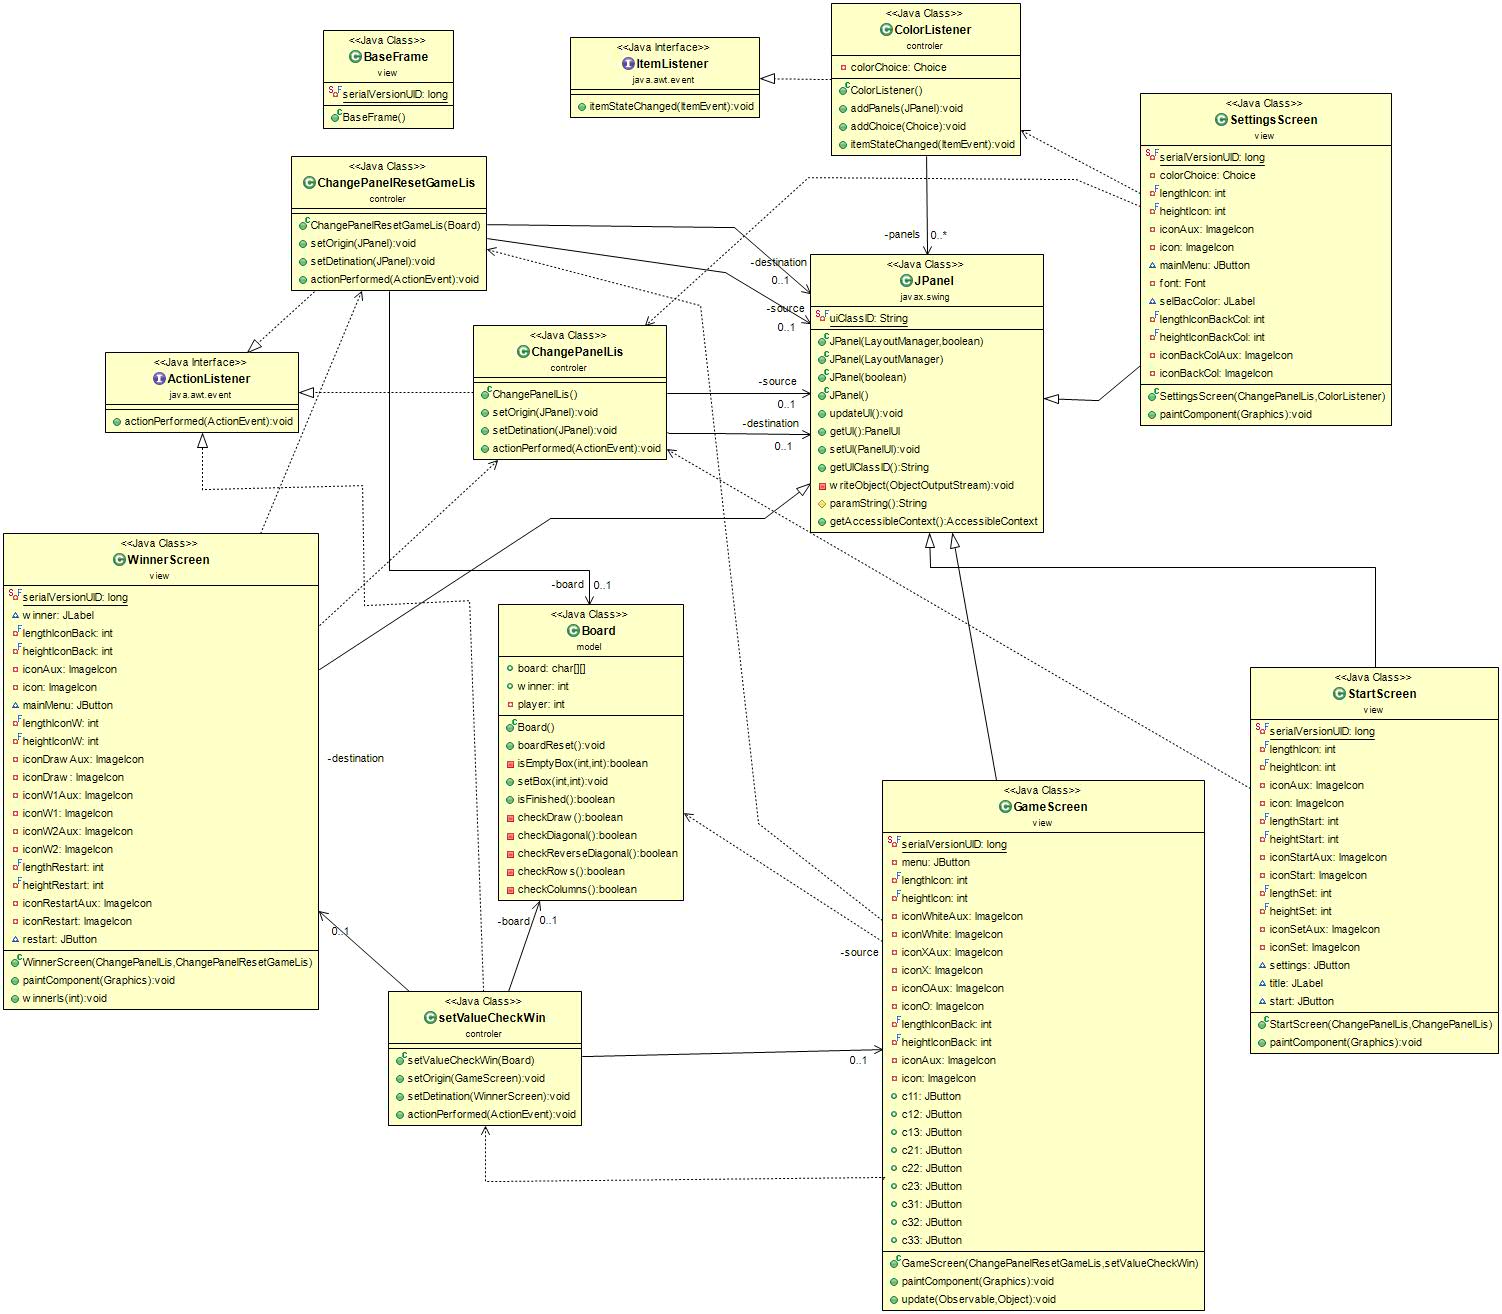 <<Java Class>>
BaseFrame
view
serialVersionUID: long
BaseFrame()
<<Java Interface>>
ItemListener
java.awt.event
itemStateChanged(ItemEvent):void
<<Java Class>>
ColorListener
controler
colorChoice: Choice
ColorListener()
addPanels(JPanel):void
addChoice(Choice):void
itemStateChanged(ItemEvent):void
<<Java Class>>
SettingsScreen
view
serialVersionUID: long
colorChoice: Choice
lengthIcon: int
heightIcon: int
iconAux: ImageIcon
icon: ImageIcon
mainMenu: JButton
font: Font
selBacColor: JLabel
lengthIconBackCol: int
heightIconBackCol: int
iconBackColAux: ImageIcon
iconBackCol: ImageIcon
SettingsScreen(ChangePanelLis,ColorListener)
paintComponent(Graphics):void
<<Java Class>>
ChangePanelResetGameLis
controler
ChangePanelResetGameLis(Board)
setOrigin(JPanel):void
setDetination(JPanel):void
actionPerformed(ActionEvent):void
-panels
0..*
-destination
0..1
-source
0..1
<<Java Class>>
JPanel
javax.swing
uiClassID: String
JPanel(LayoutManager,boolean)
JPanel(LayoutManager)
JPanel(boolean)
JPanel()
updateUI():void
getUI():PanelUI
setUI(PanelUI):void
getUIClassID():String
writeObject(ObjectOutputStream):void
paramString():String
getAccessibleContext():AccessibleContext
<<Java Interface>>
ActionListener
java.awt.event
actionPerformed(ActionEvent):void
<<Java Class>>
ChangePanelLis
controler
ChangePanelLis()
setOrigin(JPanel):void
setDetination(JPanel):void
actionPerformed(ActionEvent):void
-source
0..1
-destination
0..1
<<Java Class>>
WinnerScreen
view
serialVersionUID: long
winner: JLabel
lengthIconBack: int
heightIconBack: int
iconAux: ImageIcon
icon: ImageIcon
mainMenu: JButton
lengthIconW: int
heightIconW: int
iconDrawAux: ImageIcon
iconDraw: ImageIcon
iconW1Aux: ImageIcon
iconW1: ImageIcon
iconW2Aux: ImageIcon
iconW2: ImageIcon
lengthRestart: int
heightRestart: int
iconRestartAux: ImageIcon
iconRestart: ImageIcon
restart: JButton
WinnerScreen(ChangePanelLis,ChangePanelResetGameLis)
paintComponent(Graphics):void
winnerIs(int):void
-board
0..1
<<Java Class>>
Board
model
board: char[][]
winner: int
player: int
Board()
boardReset():void
isEmptyBox(int,int):boolean
setBox(int,int):void
isFinished():boolean
checkDraw():boolean
checkDiagonal():boolean
checkReverseDiagonal():boolean
checkRows():boolean
checkColumns():boolean
-destination
0..1
-board
0..1
<<Java Class>>
setValueCheckWin
controler
setValueCheckWin(Board)
setOrigin(GameScreen):void
setDetination(WinnerScreen):void
actionPerformed(ActionEvent):void
-source
0..1
<<Java Class>>
GameScreen
view
serialVersionUID: long
menu: JButton
lengthIcon: int
heightIcon: int
iconWhiteAux: ImageIcon
iconWhite: ImageIcon
iconXAux: ImageIcon
iconX: ImageIcon
iconOAux: ImageIcon
iconO: ImageIcon
lengthIconBack: int
heightIconBack: int
iconAux: ImageIcon
icon: ImageIcon
c11: JButton
c12: JButton
c13: JButton
c21: JButton
c22: JButton
c23: JButton
c31: JButton
c32: JButton
c33: JButton
GameScreen(ChangePanelResetGameLis,setValueCheckWin)
paintComponent(Graphics):void
update(Observable,Object):void
<<Java Class>>
StartScreen
view
serialVersionUID: long
lengthIcon: int
heightIcon: int
iconAux: ImageIcon
icon: ImageIcon
lengthStart: int
heightStart: int
iconStartAux: ImageIcon
iconStart: ImageIcon
lengthSet: int
heightSet: int
iconSetAux: ImageIcon
iconSet: ImageIcon
settings: JButton
title: JLabel
start: JButton
StartScreen(ChangePanelLis,ChangePanelLis)
paintComponent(Graphics):void